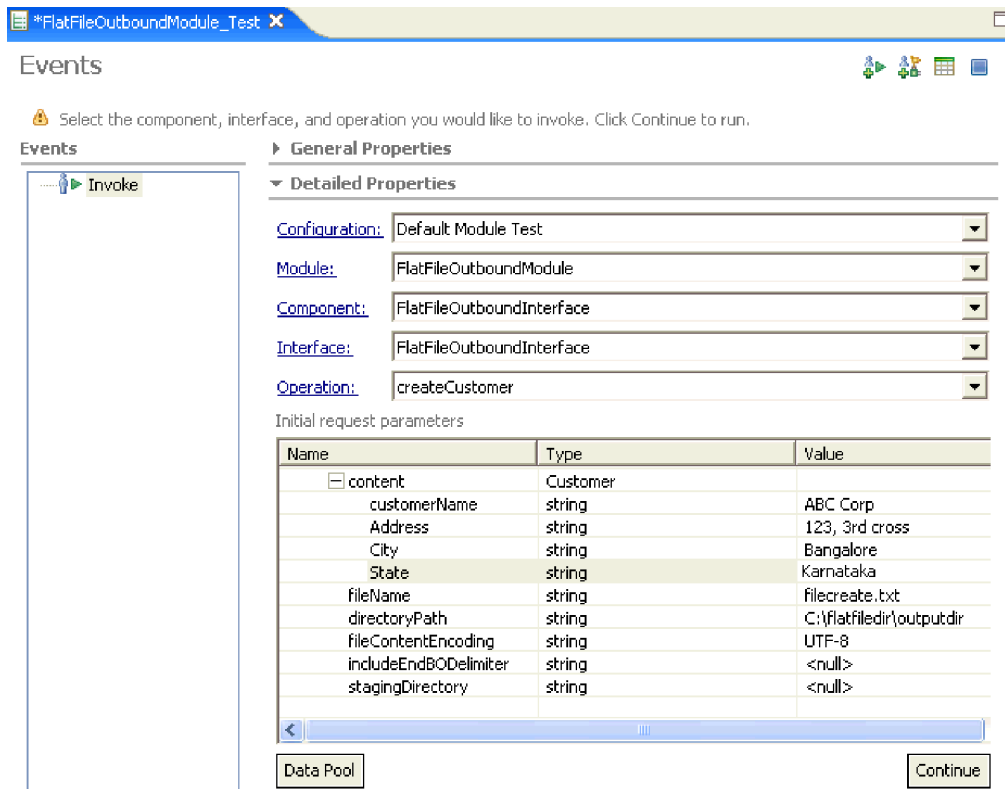 *FlatFileOutboundModule_Test
Events
Select the component, interface, and operation you would like to invoke. Click Continue to run.
Events
General Properties
Invoke
Detailed Properties
Configuration: Default Module Test
Module: FlatFileOutboundModule
Component: FlatFileOutboundInterface
Interface: FlatFileOutboundInterface
Operation: createCustomer
Initial request parameters
Name Type Value
content Customer
customerName string ABC Corp
Address string 123, 3rd cross
City string Bangalore
State string Karnataka
fileName string filecreate.txt
directoryPath string C:\flatfiledir\outputdir
fileContentEncoding string UTF-8
includeEndBODelimiter string <null>
stagingDirectory string <null>
Data Pool Continue